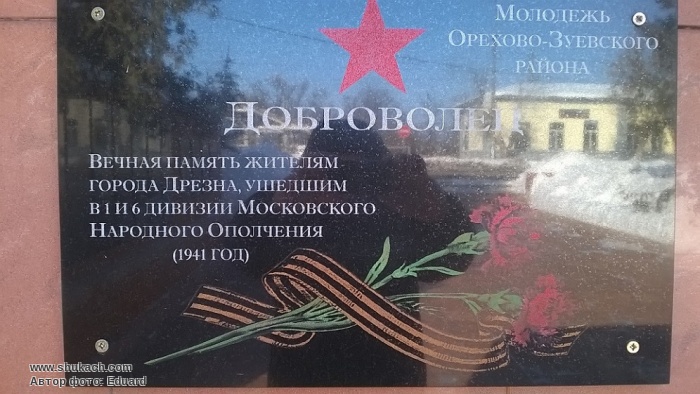 Молодежь
Орехово-Зуевского
района
Доброволец
Вечная память жителям
города Дрезна, ушедшим
в 1 и 6 дивизии Московского
Народного Ополчения
(1941 год)
www.shukach.com
Автор фото: Eduard